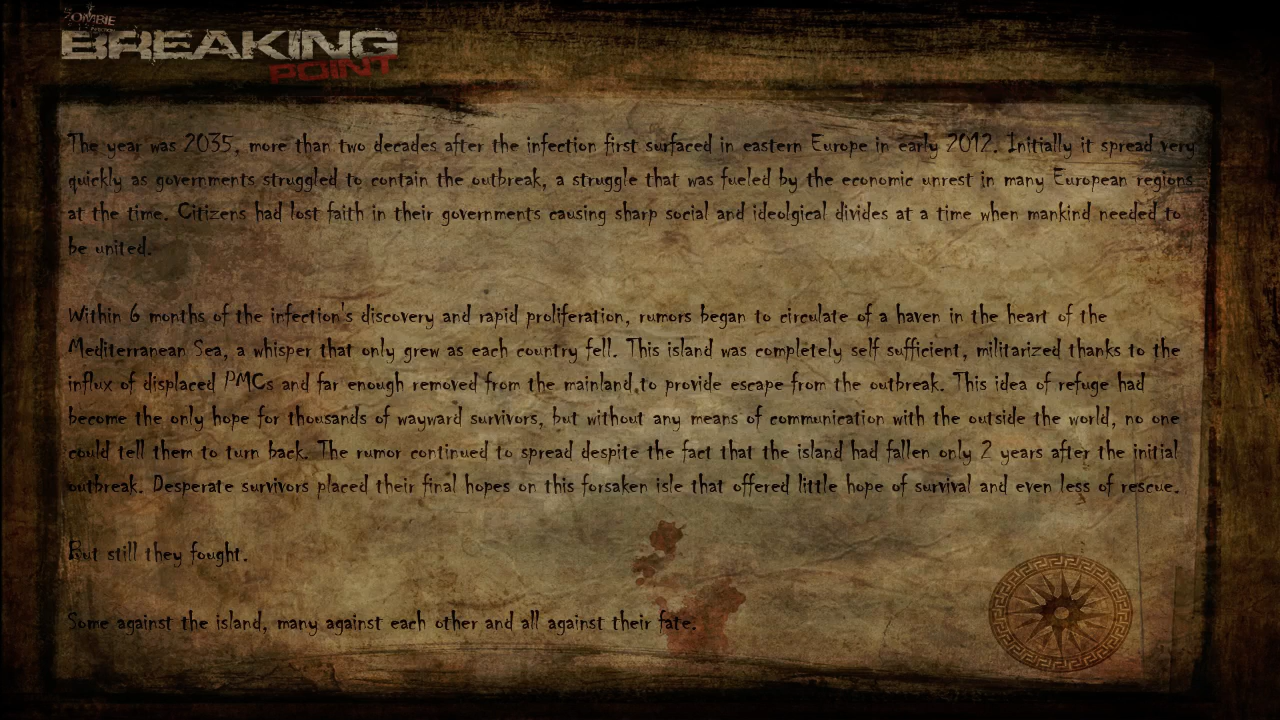 ZOMBIE
BREAKING
POINT
The year was 2035, more than two decades after the infection first surfaced in eastern Europe in early 2012. Initially it spread very
quickly as governments struggled to contain the outbreak, a struggle that was fueled by the economic unrest in many European regions
at the time. Citizens had lost faith in their governments causing sharp social and ideolgical divides at a time when mankind needed to
be united.
Within 6 months of the infection's discovery and rapid proliferation, rumors began to circulate of a haven in the heart of the
Mediterranean Sea, a whisper that only grew as each country fell. This island was completely self sufficient, militarized thanks to the
influx of displaced PMCs and far enough removed from the mainland to provide escape from the outbreak. This idea of refuge had
become the only hope for thousands of wayward survivors, but without any means of communication with the outside the world, no one
could tell them to turn back. The rumor continued to spread despite the fact that the island had fallen only 2 years after the initial
outbreak. Desperate survivors placed their final hopes on this forsaken isle that offered little hope of survival and even less of rescue.
But still they fought.
Some against the island, many against each other and all against their fate.